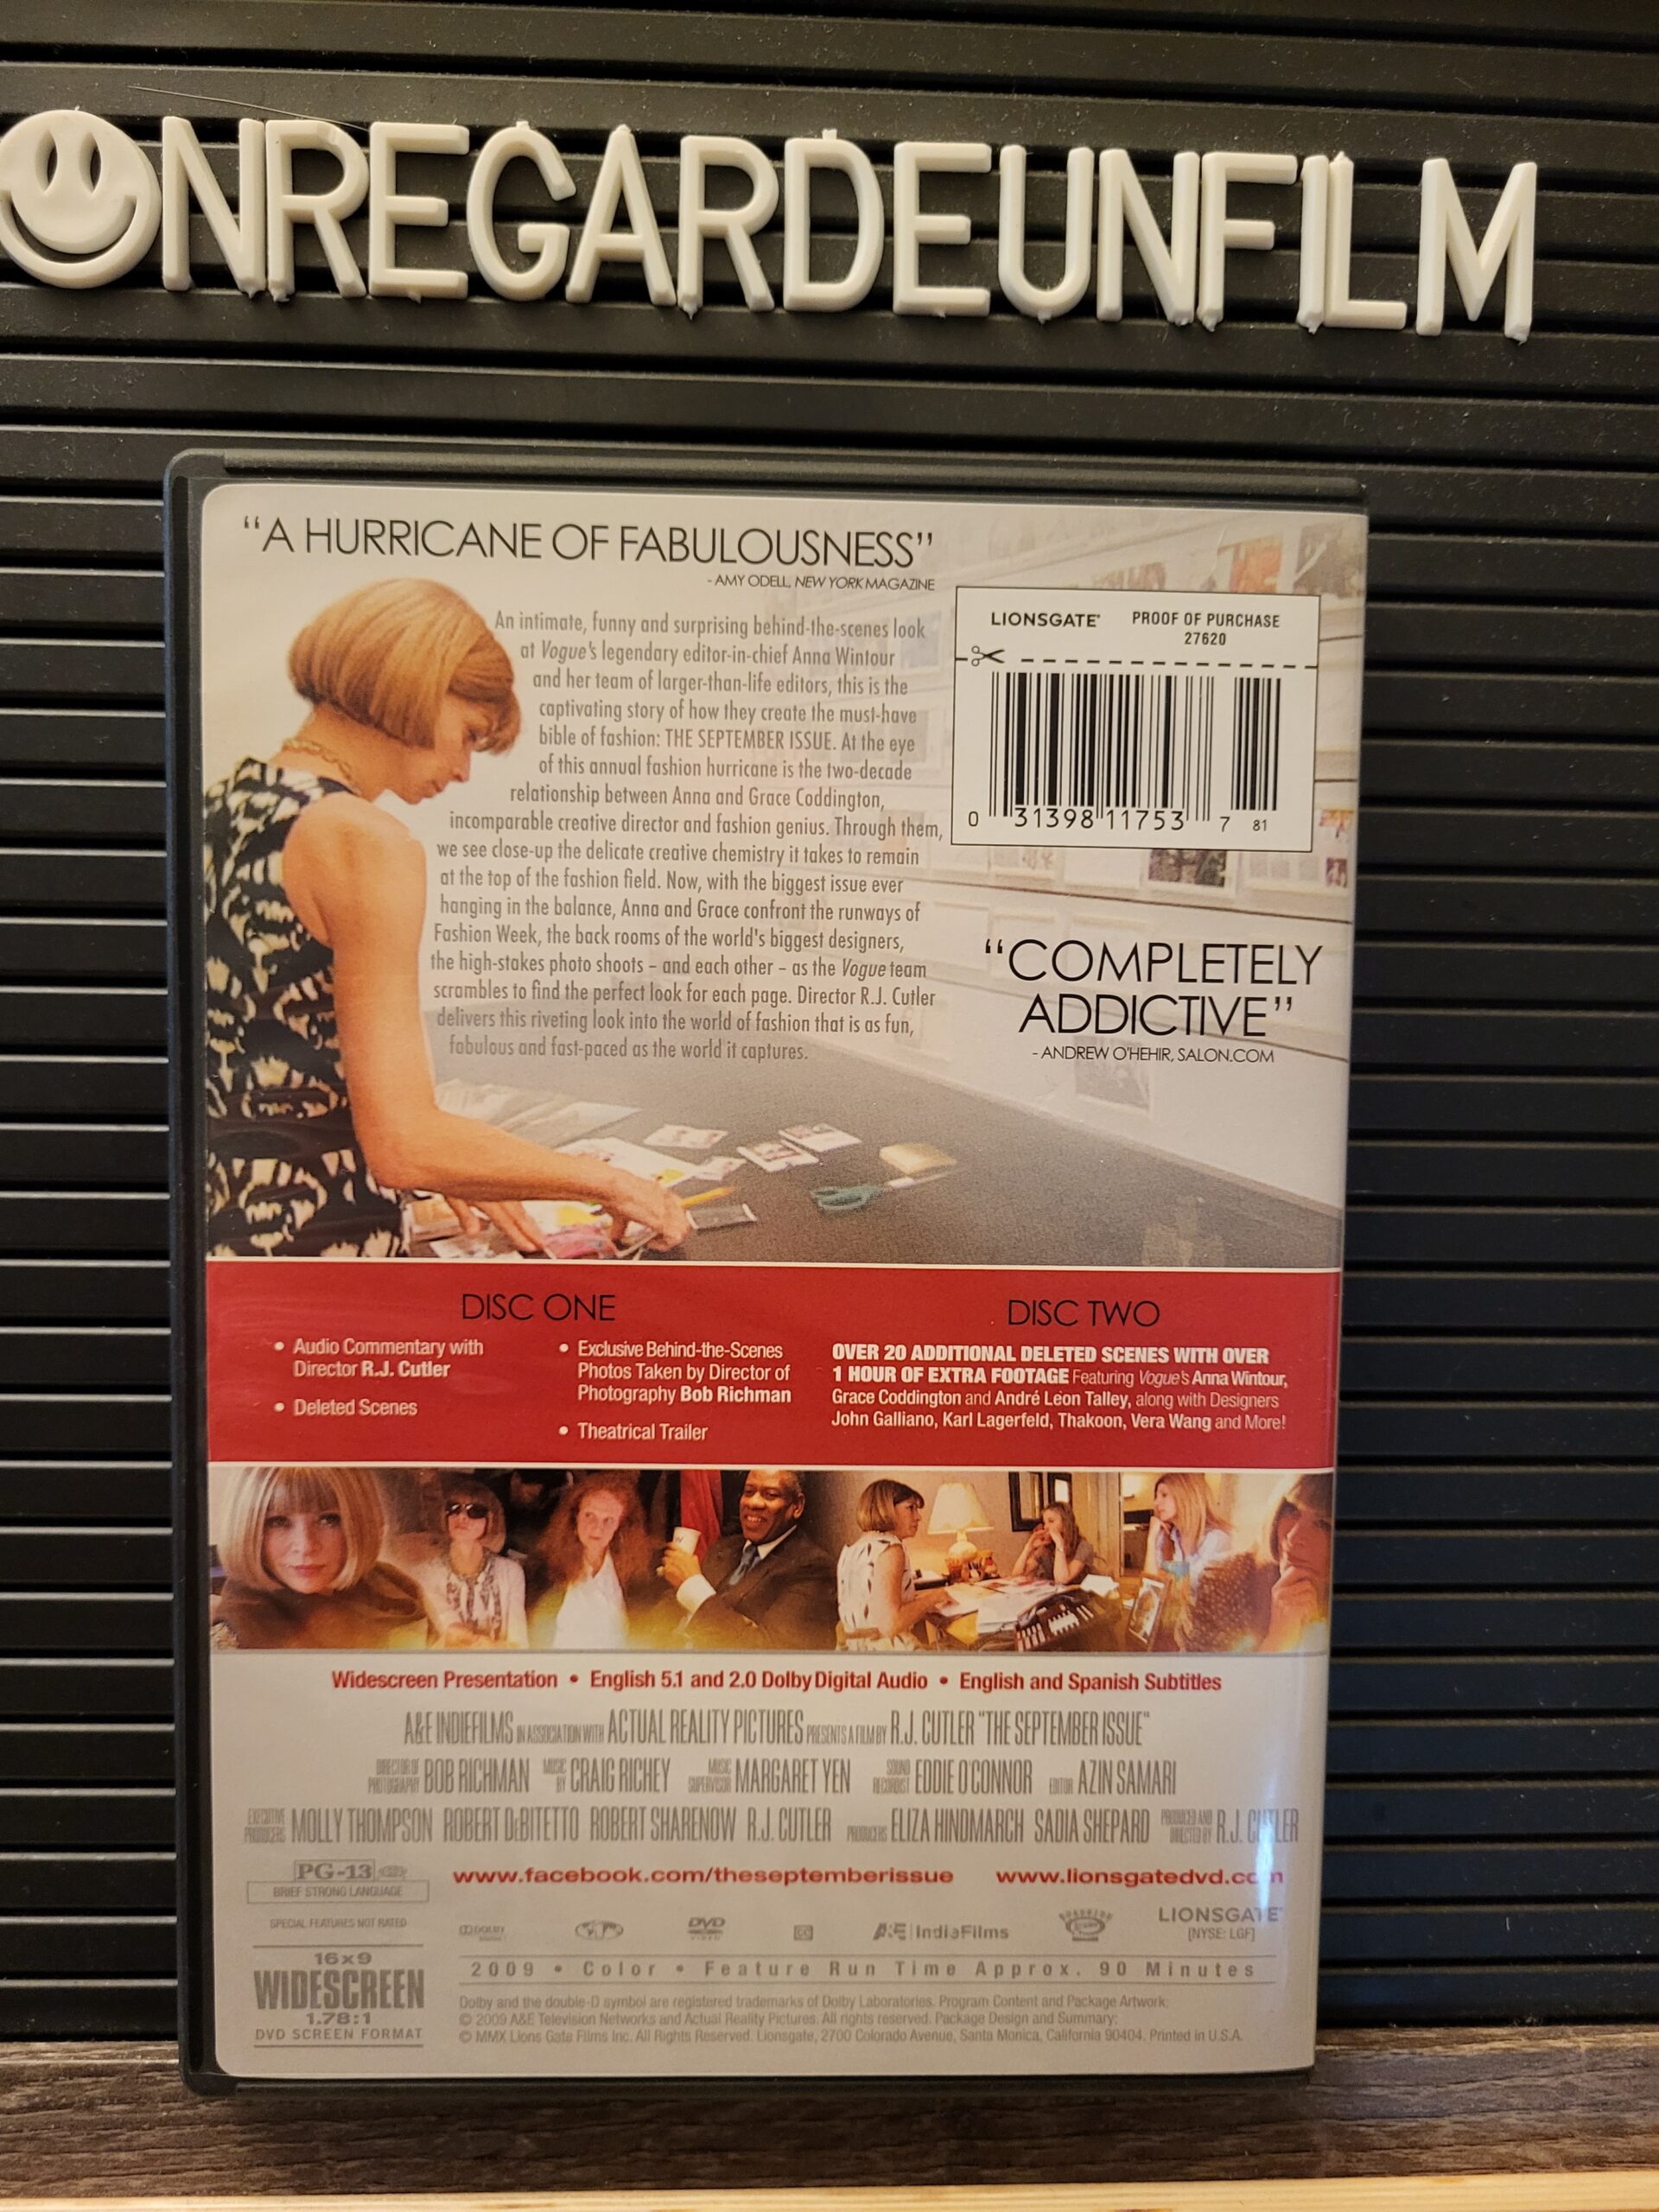 NREGARDEUNFILM
“A HURRICANE OF FABULOUSNESS”
- AMY ODELL, NEW YORK MAGAZINE
An intimate, funny and surprising behind-the-scenes look
at Vogue's legendary editor-in-chief Anna Wintour
and her team of larger-than-life editors, this is the
captivating story of how they create the must-have
bible of fashion: THE SEPTEMBER ISSUE. At the eye
of this annual fashion hurricane is the two-decade
relationship between Anna and Grace Coddington,
incomparable creative director and fashion genius. Through them,
we see close-up the delicate creative chemistry it takes to remain
at the top of the fashion field. Now, with the biggest issue ever
hanging in the balance, Anna and Grace confront the runways of
Fashion Week, the back rooms of the world's biggest designers,
the high-stakes photo shoots – and each other – as the Vogue team
scrambles to find the perfect look for each page. Director R.J. Cutler
delivers this riveting look into the world of fashion that is as fun,
fabulous and fast-paced as the world it captures.
LIONSGATE PROOF OF PURCHASE
27620
0 31398 11753 7 81
“COMPLETELY
ADDICTIVE”
- ANDREW O'HEHIR, SALON.COM
DISC ONE
• Audio Commentary with
Director R.J. Cutler
• Deleted Scenes
• Exclusive Behind-the-Scenes
Photos Taken by Director of
Photography Bob Richman
• Theatrical Trailer
DISC TWO
OVER 20 ADDITIONAL DELETED SCENES WITH OVER
1 HOUR OF EXTRA FOOTAGE Featuring Vogue's Anna Wintour,
Grace Coddington and André Leon Talley, along with Designers
John Galliano, Karl Lagerfeld, Thakoon, Vera Wang and More!
Widescreen Presentation • English 5.1 and 2.0 Dolby Digital Audio • English and Spanish Subtitles
A&E INDIEFILMS IN ASSOCIATION WITH ACTUAL REALITY PICTURES PRESENTS A FILM BY R.J. CUTLER "THE SEPTEMBER ISSUE"
DIRECTOR OF PHOTOGRAPHY BOB RICHMAN MUSIC BY CRAIG RICHEY MUSIC SUPERVISOR MARGARET YEN SOUND RECORDIST EDDIE O'CONNOR EDITOR AZIN SAMARI
EXECUTIVE PRODUCERS MOLLY THOMPSON ROBERT DeBITETTO ROBERT SHARENOW R.J. CUTLER PRODUCERS ELIZA HINDMARCH SADIA SHEPARD PRODUCED AND DIRECTED BY R.J. CUTLER
PG-13
BRIEF STRONG LANGUAGE
www.facebook.com/theseptemberissue www.lionsgatedvd.com
SPECIAL FEATURES NOT RATED
DOLBY DVD VIDEO A&E IndieFilms ROADSIDE LIONSGATE
[NYSE: LGF]
16x9
WIDESCREEN
1.78:1
DVD SCREEN FORMAT
2009 • Color • Feature Run Time Approx. 90 Minutes
Dolby and the double-D symbol are registered trademarks of Dolby Laboratories. Program Content and Package Artwork:
© 2009 A&E Television Networks and Actual Reality Pictures. All rights reserved. Package Design and Summary:
© MMX Lions Gate Films Inc. All Rights Reserved. Lionsgate, 2700 Colorado Avenue, Santa Monica, California 90404. Printed in U.S.A.